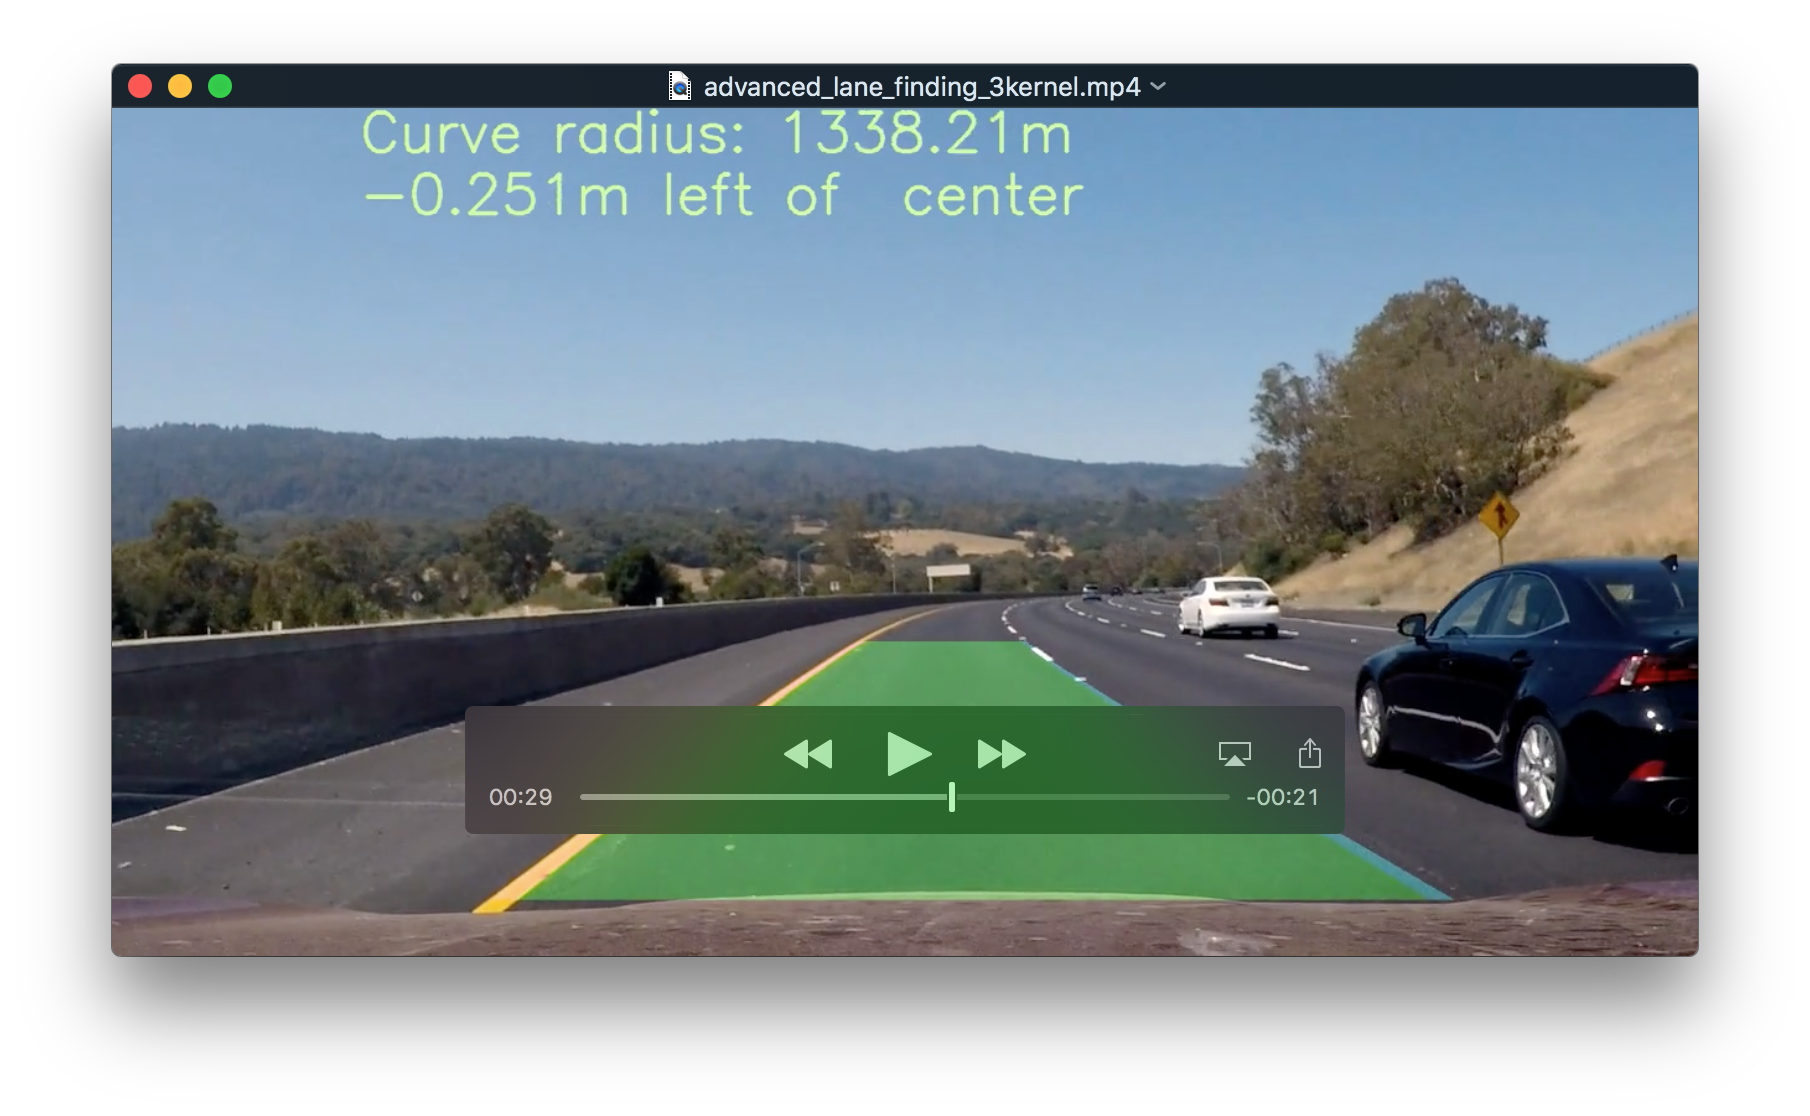 advanced_lane_finding_3kernel.mp4
Curve radius: 1338.21m
-0.251m left of  center
00:29
-00:21